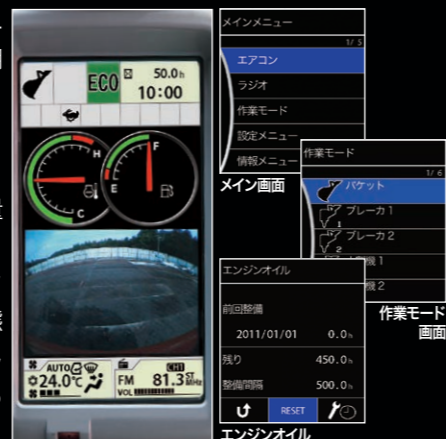 ECO
50.0h
10:00
H
C
F
E
AUTO
24.0℃
FM
CH1
81.3 ST MHz
VOL
メインメニュー
1/5
エアコン
ラジオ
作業モード
設定メニュー
情報メニュー
メイン画面
作業モード
1/6
バケット
ブレーカ 1
1
ブレーカ 2
2
機 1
機 2
作業モード
画面
エンジンオイル
前回整備
2011/01/01 0.0h
残り 450.0h
整備間隔 500.0h
RESET
エンジンオイル